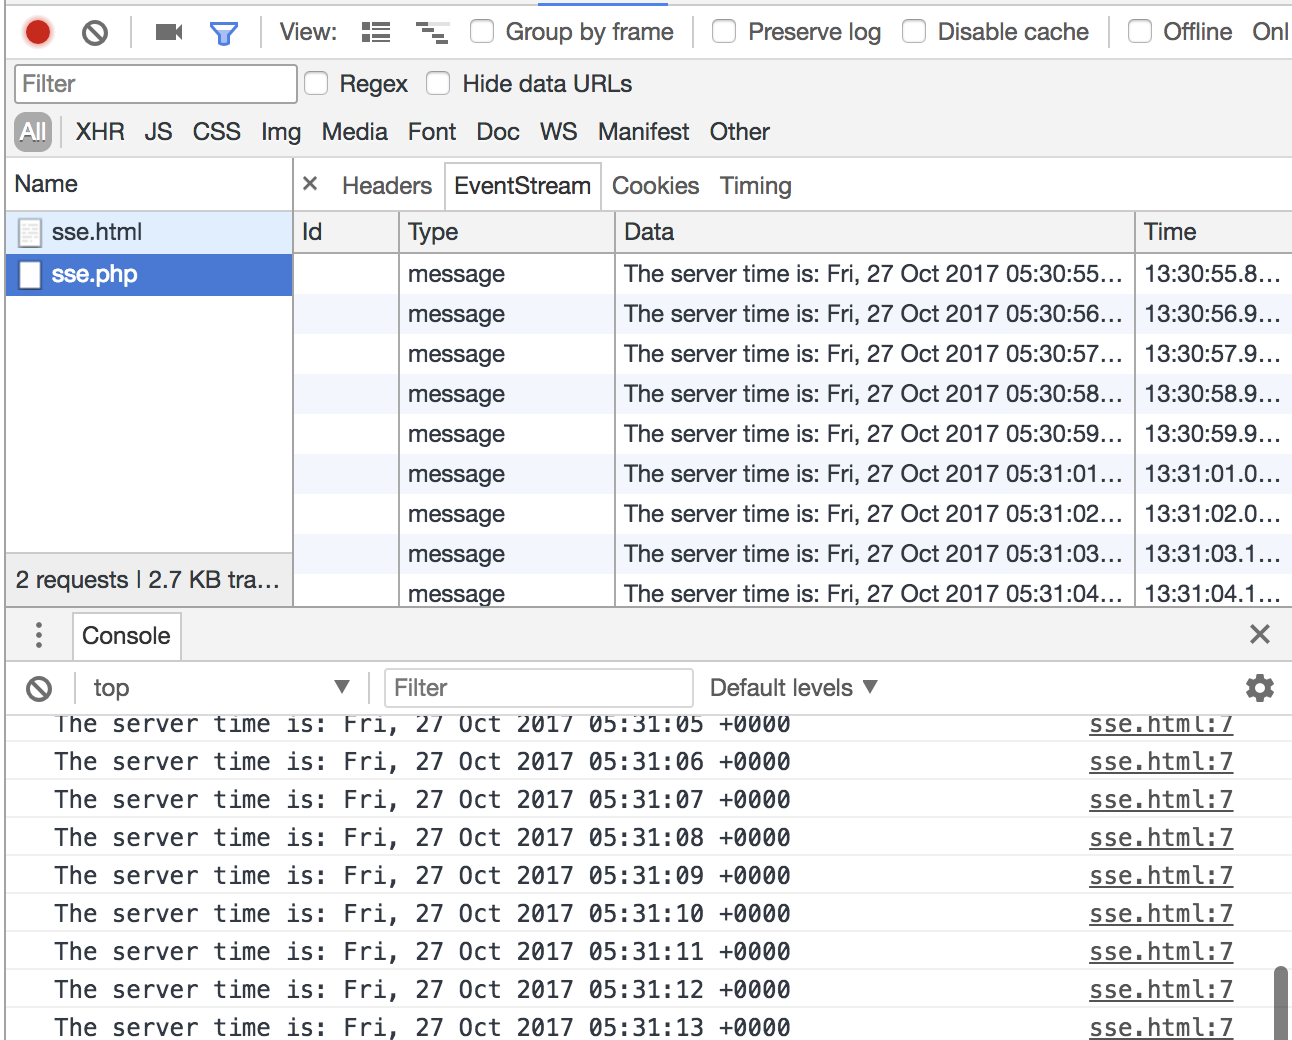 View: Group by frame Preserve log Disable cache Offline Onl
Filter Regex Hide data URLs
All XHR JS CSS Img Media Font Doc WS Manifest Other
Name × Headers EventStream Cookies Timing
sse.html
sse.php
2 requests | 2.7 KB tra…
Id Type Data Time
message The server time is: Fri, 27 Oct 2017 05:30:55… 13:30:55.8…
message The server time is: Fri, 27 Oct 2017 05:30:56… 13:30:56.9…
message The server time is: Fri, 27 Oct 2017 05:30:57… 13:30:57.9…
message The server time is: Fri, 27 Oct 2017 05:30:58… 13:30:58.9…
message The server time is: Fri, 27 Oct 2017 05:30:59… 13:30:59.9…
message The server time is: Fri, 27 Oct 2017 05:31:01… 13:31:01.0…
message The server time is: Fri, 27 Oct 2017 05:31:02… 13:31:02.0…
message The server time is: Fri, 27 Oct 2017 05:31:03… 13:31:03.1…
message The server time is: Fri, 27 Oct 2017 05:31:04… 13:31:04.1…
Console
top Filter Default levels
The server time is: Fri, 27 Oct 2017 05:31:05 +0000 sse.html:7
The server time is: Fri, 27 Oct 2017 05:31:06 +0000 sse.html:7
The server time is: Fri, 27 Oct 2017 05:31:07 +0000 sse.html:7
The server time is: Fri, 27 Oct 2017 05:31:08 +0000 sse.html:7
The server time is: Fri, 27 Oct 2017 05:31:09 +0000 sse.html:7
The server time is: Fri, 27 Oct 2017 05:31:10 +0000 sse.html:7
The server time is: Fri, 27 Oct 2017 05:31:11 +0000 sse.html:7
The server time is: Fri, 27 Oct 2017 05:31:12 +0000 sse.html:7
The server time is: Fri, 27 Oct 2017 05:31:13 +0000 sse.html:7